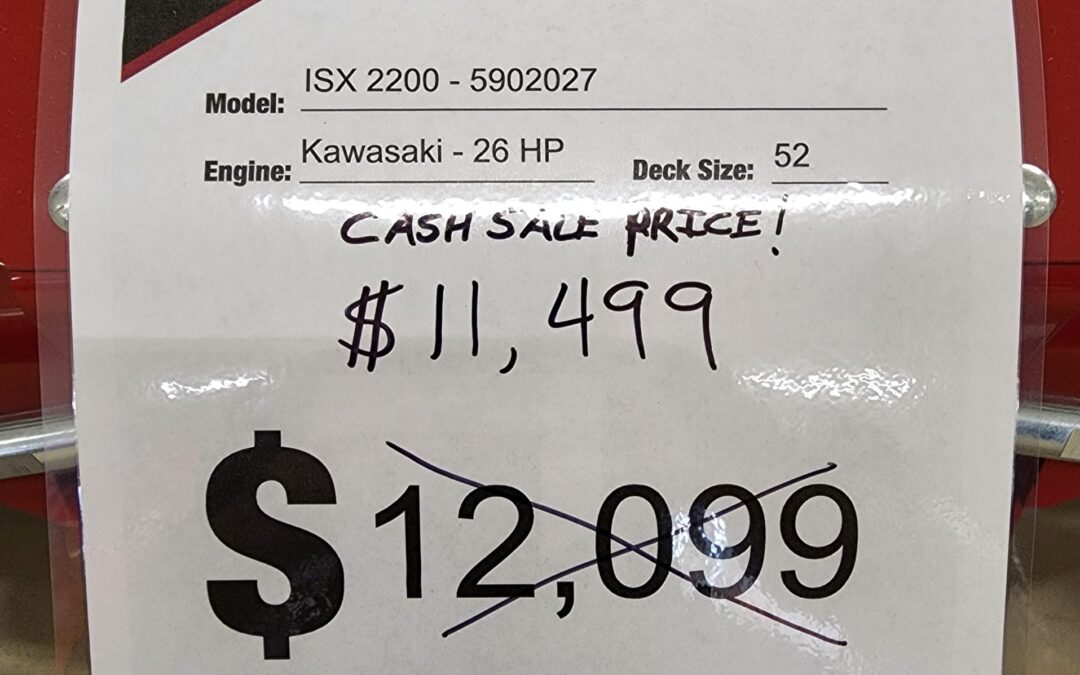 Model: ISX 2200 - 5902027
Engine: Kawasaki - 26 HP Deck Size: 52
CASH SALE PRICE!
$11,499
$12,099